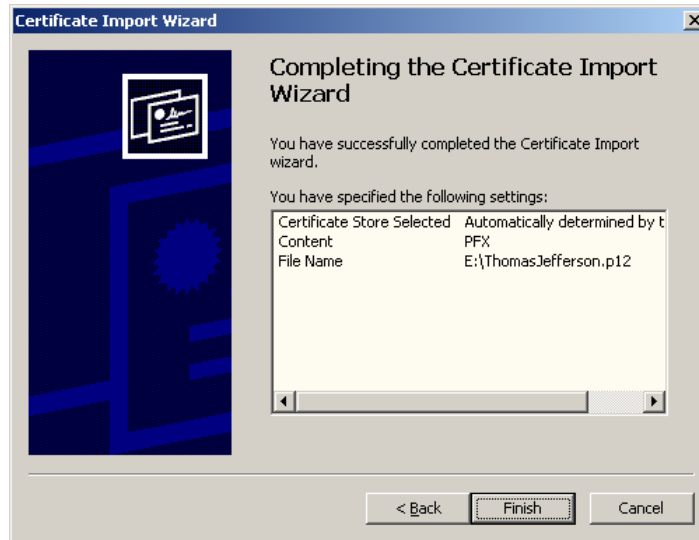 Certificate Import Wizard
Completing the Certificate Import
Wizard
You have successfully completed the Certificate Import
wizard.
You have specified the following settings:
Certificate Store Selected Automatically determined by t
Content PFX
File Name E:\ThomasJefferson.p12
< Back Finish Cancel